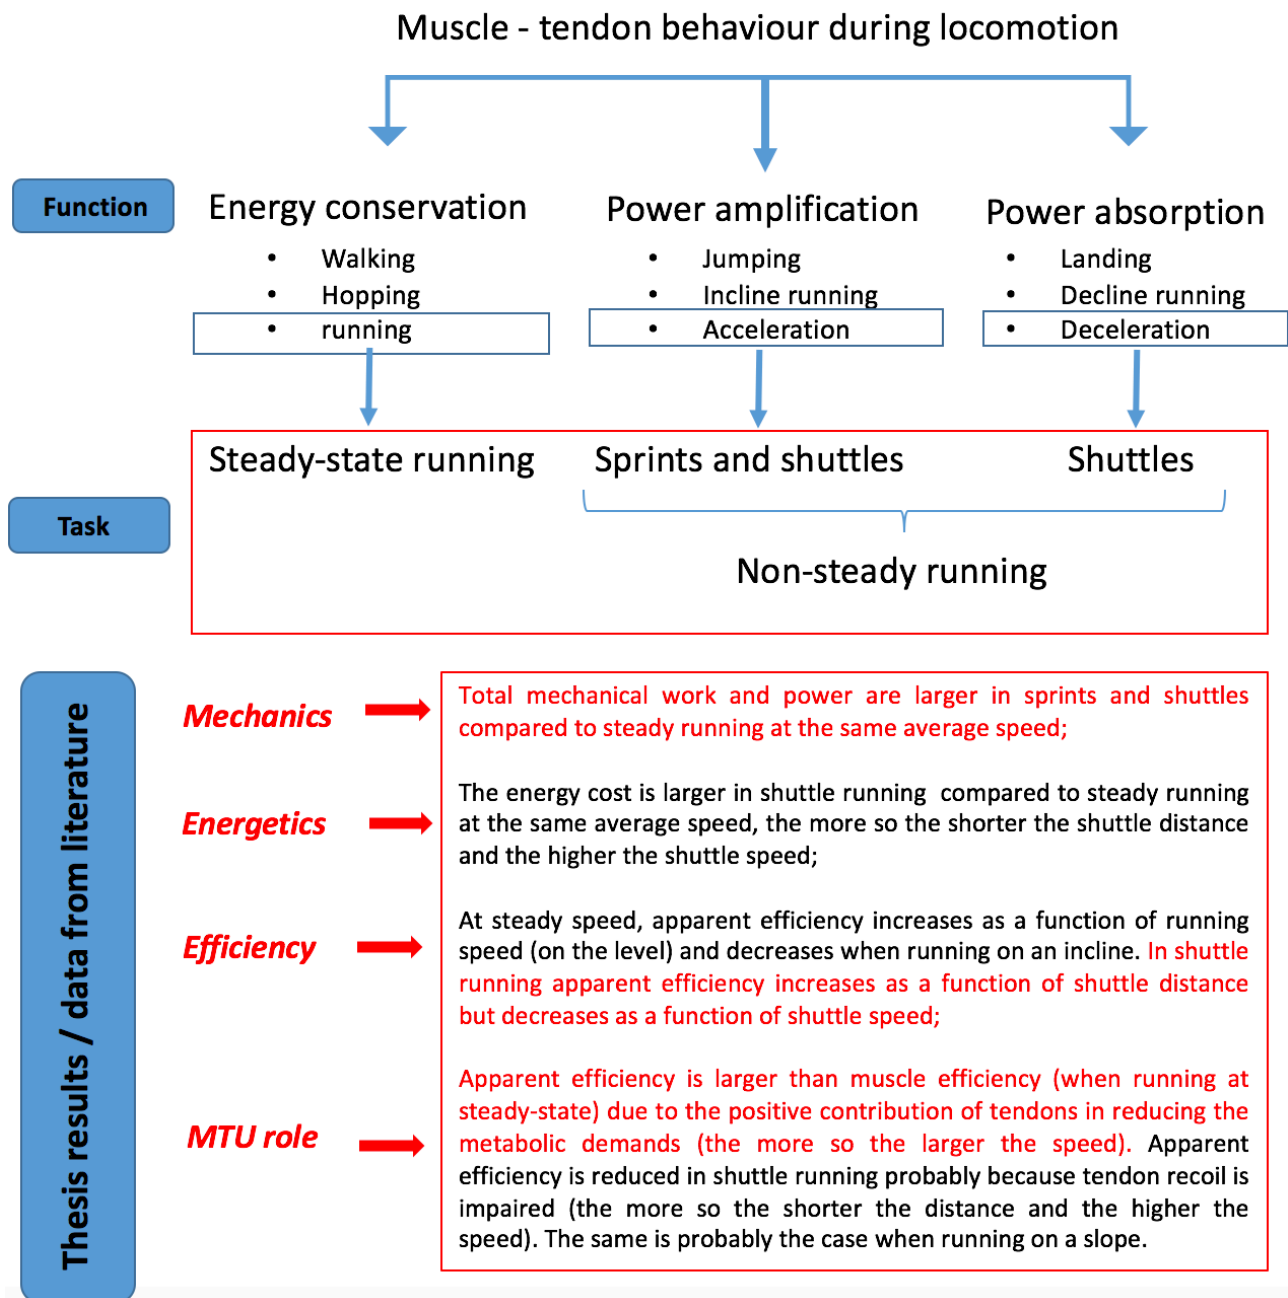 Muscle - tendon behaviour during locomotion
Function
Energy conservation
• Walking
• Hopping
• running
Power amplification
• Jumping
• Incline running
• Acceleration
Power absorption
• Landing
• Decline running
• Deceleration
Task
Steady-state running
Sprints and shuttles
Shuttles
Non-steady running
Thesis results / data from literature
Mechanics
Total mechanical work and power are larger in sprints and shuttles
compared to steady running at the same average speed;
Energetics
The energy cost is larger in shuttle running compared to steady running
at the same average speed, the more so the shorter the shuttle distance
and the higher the shuttle speed;
Efficiency
At steady speed, apparent efficiency increases as a function of running
speed (on the level) and decreases when running on an incline. In shuttle
running apparent efficiency increases as a function of shuttle distance
but decreases as a function of shuttle speed;
MTU role
Apparent efficiency is larger than muscle efficiency (when running at
steady-state) due to the positive contribution of tendons in reducing the
metabolic demands (the more so the larger the speed). Apparent
efficiency is reduced in shuttle running probably because tendon recoil is
impaired (the more so the shorter the distance and the higher the
speed). The same is probably the case when running on a slope.